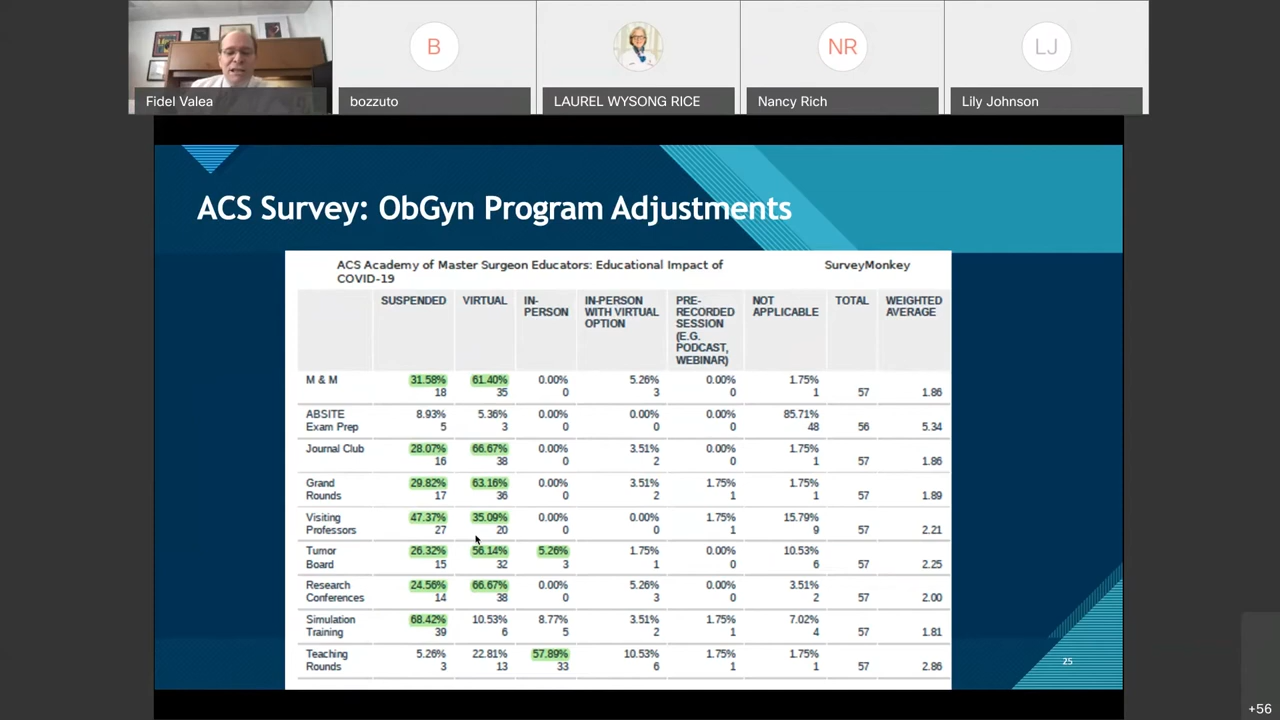 B
NR
LJ
Fidel Valea
bozzuto
LAUREL WYSONG RICE
Nancy Rich
Lily Johnson
ACS Survey: ObGyn Program Adjustments
ACS Academy of Master Surgeon Educators: Educational Impact of
COVID-19
SurveyMonkey
SUSPENDED
VIRTUAL
IN-
PERSON
IN-PERSON
WITH VIRTUAL
OPTION
PRE-
RECORDED
SESSION
(E.G.
PODCAST,
WEBINAR)
NOT
APPLICABLE
TOTAL
WEIGHTED
AVERAGE
M & M 31.58% 61.40% 0.00% 5.26% 0.00% 1.75%
18 35 0 3 0 1 57 1.86
ABSITE 8.93% 5.36% 0.00% 0.00% 0.00% 85.71%
Exam Prep 5 3 0 0 0 48 56 5.34
Journal Club 28.07% 66.67% 0.00% 3.51% 0.00% 1.75%
16 38 0 2 0 1 57 1.86
Grand 29.82% 63.16% 0.00% 3.51% 1.75% 1.75%
Rounds 17 36 0 2 1 1 57 1.89
Visiting 47.37% 35.09% 0.00% 0.00% 1.75% 15.79%
Professors 27 20 0 0 1 9 57 2.21
Tumor 26.32% 56.14% 5.26% 1.75% 0.00% 10.53%
Board 15 32 3 1 0 6 57 2.25
Research 24.56% 66.67% 0.00% 5.26% 0.00% 3.51%
Conferences 14 38 0 3 0 2 57 2.00
Simulation 68.42% 10.53% 8.77% 3.51% 1.75% 7.02%
Training 39 6 5 2 1 4 57 1.81
Teaching 5.26% 22.81% 57.89% 10.53% 1.75% 1.75%
Rounds 3 13 33 6 1 1 57 2.86
25
+56